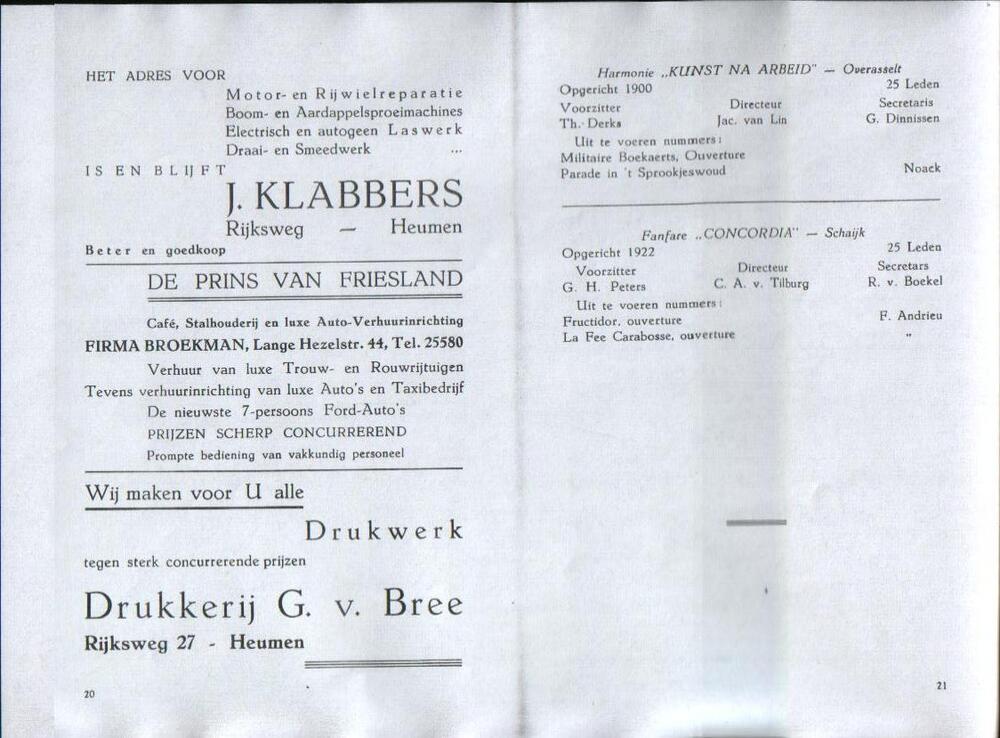 HET ADRES VOOR
Motor- en Rijwielreparatie
Boom- en Aardappelsproeimachines
Electrisch en autogeen Laswerk
Draai- en Smeedwerk ...
IS EN BLIJFT
J. KLABBERS
Rijksweg — Heumen
Beter en goedkoop
DE PRINS VAN FRIESLAND
Café, Stalhouderij en luxe Auto-Verhuurinrichting
FIRMA BROEKMAN, Lange Hezelstr. 44, Tel. 25580
Verhuur van luxe Trouw- en Rouwrijtuigen
Tevens verhuurinrichting van luxe Auto's en Taxibedrijf
De nieuwste 7-persoons Ford-Auto's
PRIJZEN SCHERP CONCURREREND
Prompte bediening van vakkundig personeel
Wij maken voor U alle
Drukwerk
tegen sterk concurrerende prijzen
Drukkerij G. v. Bree
Rijksweg 27 - Heumen
20
Harmonie „KUNST NA ARBEID" — Overasselt
Opgericht 1900 25 Leden
Voorzitter Directeur Secretaris
Th. Derks Jac. van Lin G. Dinnissen
Uit te voeren nummers:
Militaire Boekaerts, Ouverture
Parade in 't Sprookjeswoud Noack
Fanfare „CONCORDIA" — Schaijk
Opgericht 1922 25 Leden
Voorzitter Directeur Secretars
G. H. Peters C. A. v. Tilburg R. v. Boekel
Uit te voeren nummers:
Fructidor, ouverture F. Andrieu
La Fee Carabosse, ouverture "
21